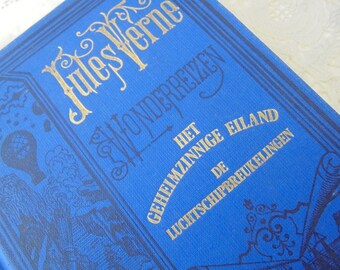 Jules Verne
Wonderreizen
HET
GEHEIMZINNIGE EILAND
DE
LUCHTSCHIPBREUKELINGEN